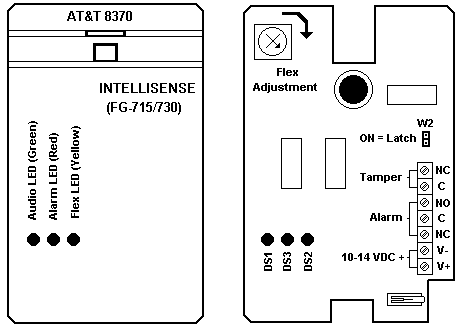 AT&T 8370
INTELLISENSE
(FG-715/730)
Audio LED (Green)
Alarm LED (Red)
Flex LED (Yellow)
Flex
Adjustment
W2
ON = Latch
Tamper
NC
C
Alarm
NO
C
NC
10-14 VDC +
V-
V+
DS1
DS3
DS2